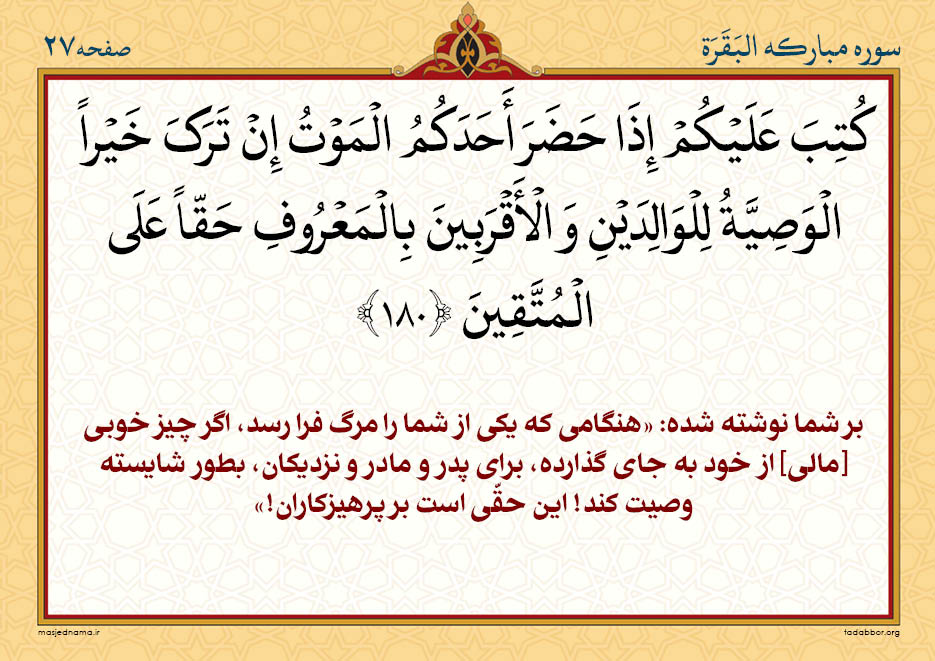 سوره مبارکه البَقَرَة
صفحه۲۷
کُتِبَ عَلَيْکُمْ إِذَا حَضَرَ أَحَدَکُمُ الْمَوْتُ إِنْ تَرَکَ خَيْراً
الْوَصِيَّةُ لِلْوَالِدَيْنِ وَ الْأَقْرَبِينَ بِالْمَعْرُوفِ حَقّاً عَلَى
الْمُتَّقِينَ ﴿۱۸۰﴾
بر شما نوشته شده: «هنگامی که یکی از شما را مرگ فرا رسد، اگر چیز خوبی
[مالی] از خود به جای گذارده، برای پدر و مادر و نزدیکان، بطور شایسته
وصیت کند! این حقّی است بر پرهیزکاران!»
masjednama.ir
tadabbor.org